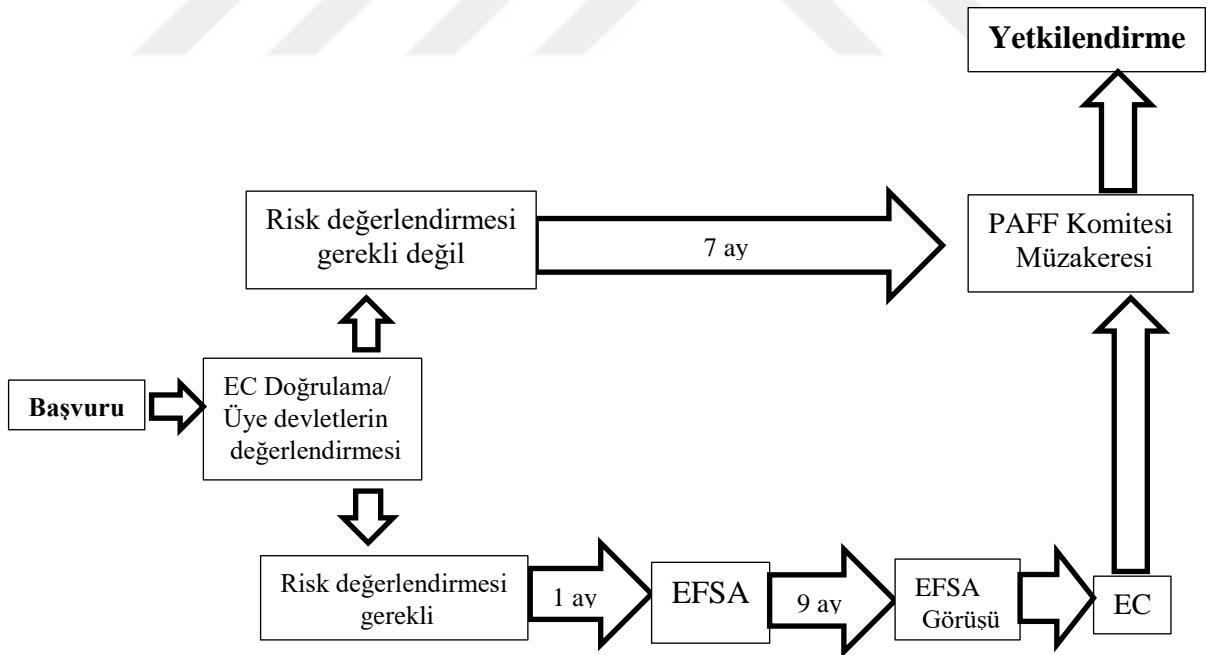 Yetkilendirme
Risk değerlendirmesi
gerekli değil
7 ay
PAFF Komitesi
Müzakeresi
Başvuru
EC Doğrulama/
Üye devletlerin
değerlendirmesi
Risk değerlendirmesi
gerekli
1 ay
EFSA
9 ay
EFSA
Görüşü
EC